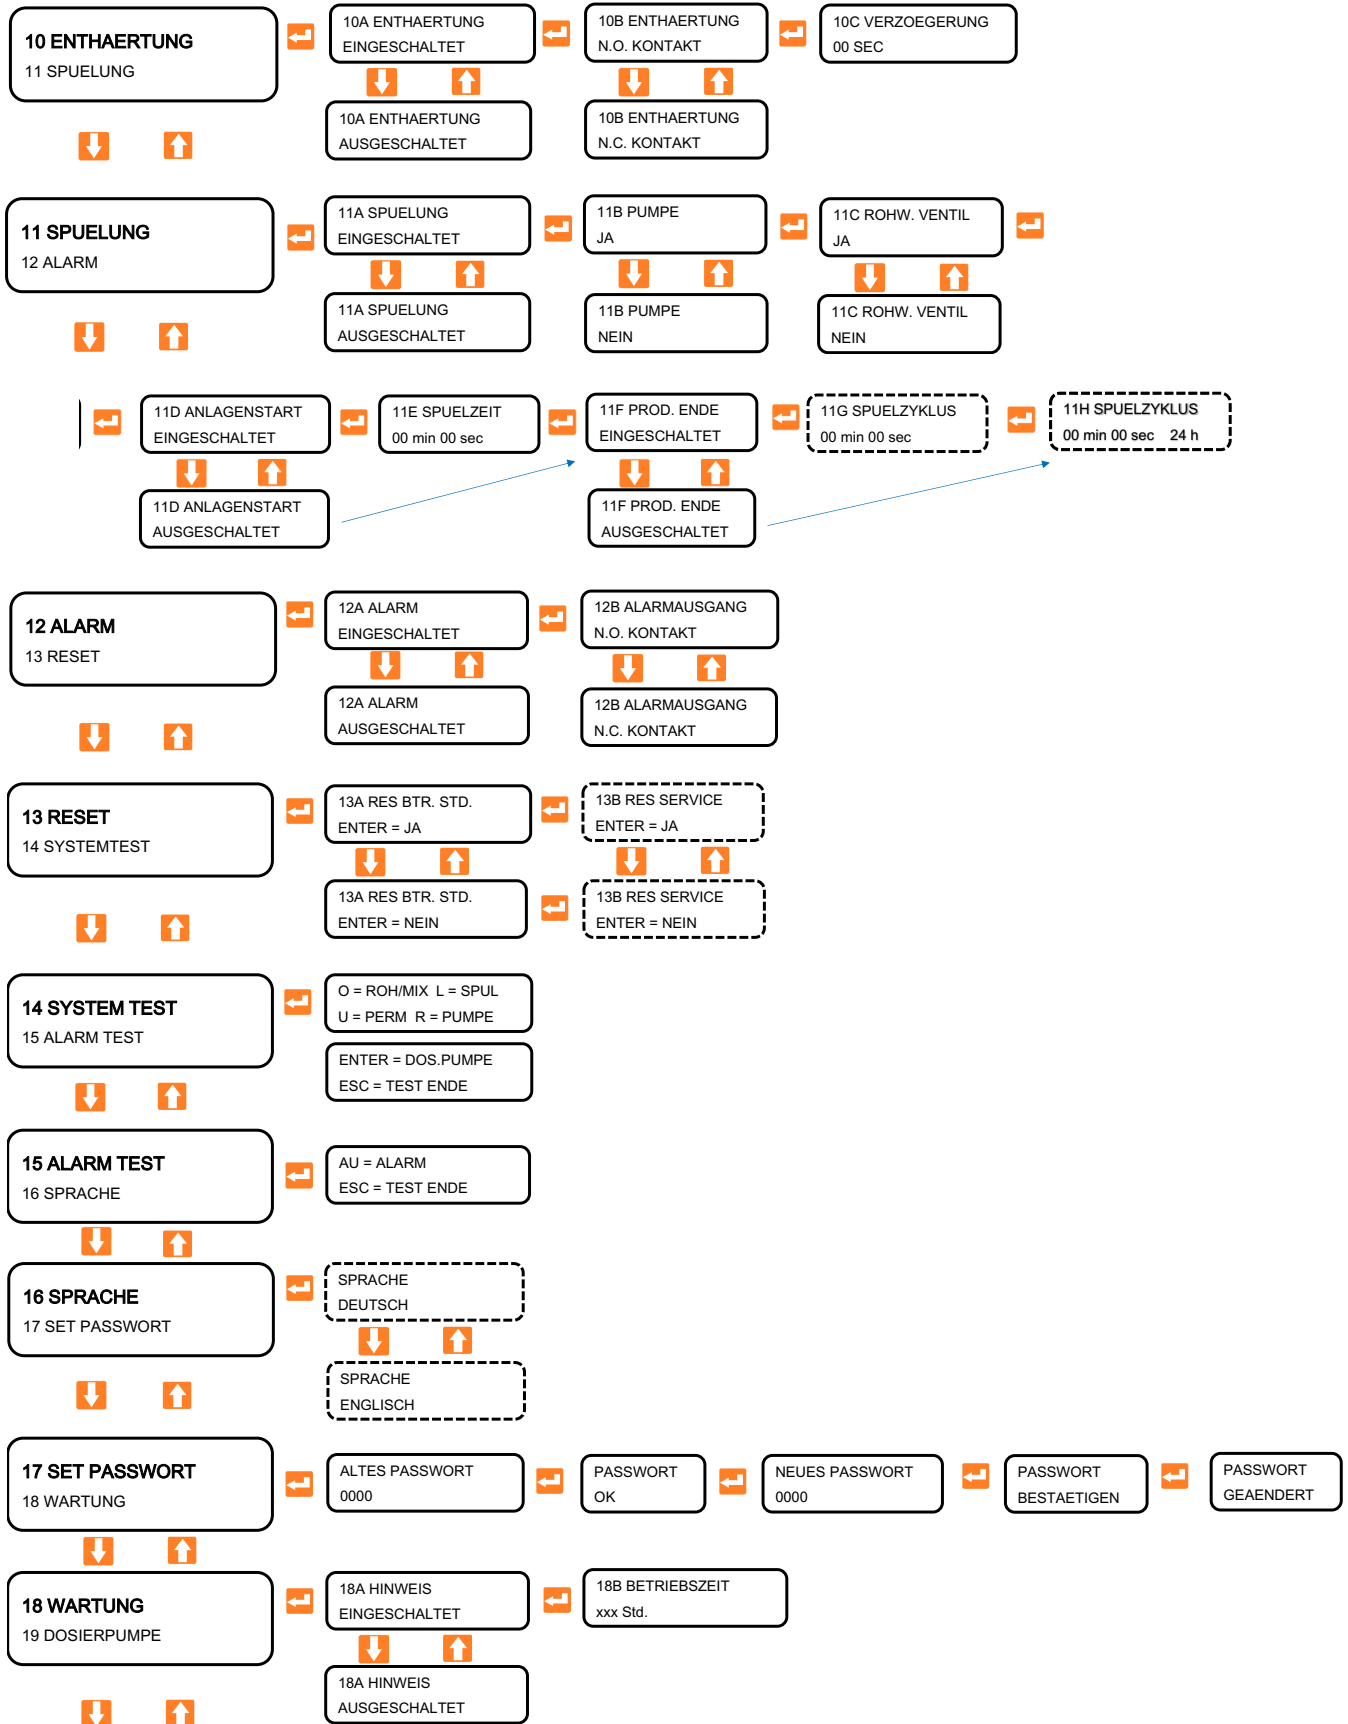 10 ENTHAERTUNG
11 SPUELUNG
10A ENTHAERTUNG
EINGESCHALTET
10B ENTHAERTUNG
N.O. KONTAKT
10C VERZOEGERUNG
00 SEC
10A ENTHAERTUNG
AUSGESCHALTET
10B ENTHAERTUNG
N.C. KONTAKT
11 SPUELUNG
12 ALARM
11A SPUELUNG
EINGESCHALTET
11B PUMPE
JA
11C ROHW. VENTIL
JA
11A SPUELUNG
AUSGESCHALTET
11B PUMPE
NEIN
11C ROHW. VENTIL
NEIN
11D ANLAGENSTART
EINGESCHALTET
11E SPUELZEIT
00 min 00 sec
11F PROD. ENDE
EINGESCHALTET
11G SPUELZYKLUS
00 min 00 sec
11H SPUELZYKLUS
00 min 00 sec 24 h
11D ANLAGENSTART
AUSGESCHALTET
11F PROD. ENDE
AUSGESCHALTET
12 ALARM
13 RESET
12A ALARM
EINGESCHALTET
12B ALARMAUSGANG
N.O. KONTAKT
12A ALARM
AUSGESCHALTET
12B ALARMAUSGANG
N.C. KONTAKT
13 RESET
14 SYSTEMTEST
13A RES BTR. STD.
ENTER = JA
13B RES SERVICE
ENTER = JA
13A RES BTR. STD.
ENTER = NEIN
13B RES SERVICE
ENTER = NEIN
14 SYSTEM TEST
15 ALARM TEST
O = ROH/MIX L = SPUL
U = PERM R = PUMPE
ENTER = DOS.PUMPE
ESC = TEST ENDE
15 ALARM TEST
16 SPRACHE
AU = ALARM
ESC = TEST ENDE
16 SPRACHE
17 SET PASSWORT
SPRACHE
DEUTSCH
SPRACHE
ENGLISCH
17 SET PASSWORT
18 WARTUNG
ALTES PASSWORT
0000
PASSWORT
OK
NEUES PASSWORT
0000
PASSWORT
BESTAETIGEN
PASSWORT
GEAENDERT
18 WARTUNG
19 DOSIERPUMPE
18A HINWEIS
EINGESCHALTET
18B BETRIEBSZEIT
xxx Std.
18A HINWEIS
AUSGESCHALTET